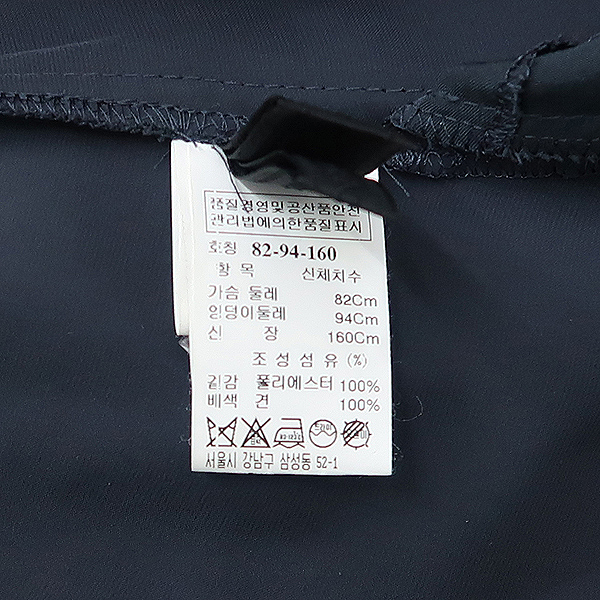 품질경영및공산품안전
관리법에의한품질표시
호칭 82-94-160
항 목 신체치수
가슴 둘레 82Cm
엉덩이둘레 94Cm
신 장 160Cm
조 성 섬 유 (%)
겉감 폴리에스터 100%
배색 견 100%
드라이
서울시 강남구 삼성동 52-1